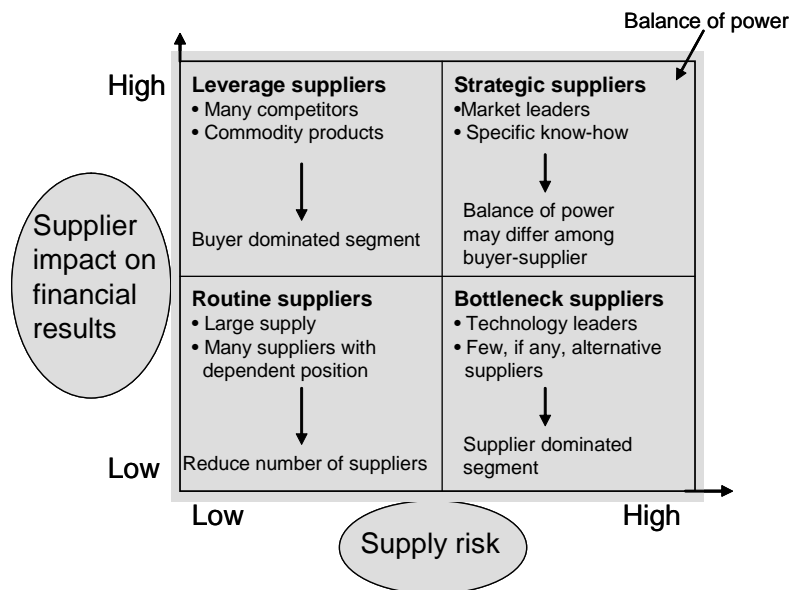 Balance of power
High
Leverage suppliers
• Many competitors
• Commodity products
Buyer dominated segment
Strategic suppliers
•Market leaders
• Specific know-how
Balance of power
may differ among
buyer-supplier
Supplier
impact on
financial
results
Routine suppliers
• Large supply
• Many suppliers with
dependent position
Reduce number of suppliers
Bottleneck suppliers
• Technology leaders
• Few, if any, alternative
suppliers
Supplier dominated
segment
Low
Low
High
Supply risk